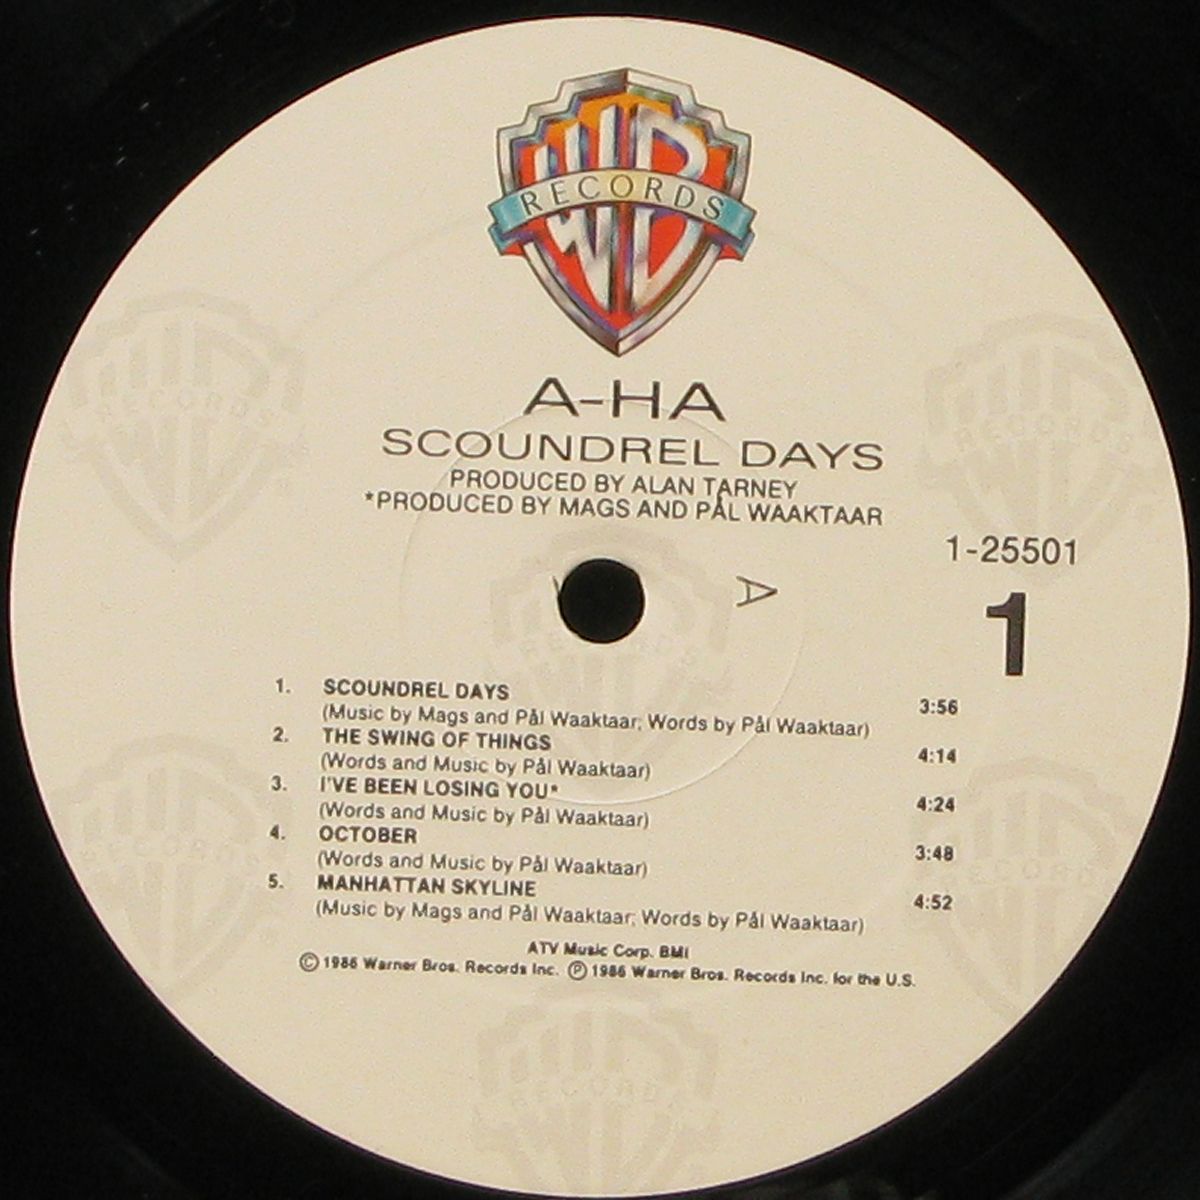 WB
RECORDS
A-HA
SCOUNDREL DAYS
PRODUCED BY ALAN TARNEY
*PRODUCED BY MAGS AND PÅL WAAKTAAR
1-25501
A
1
1. SCOUNDREL DAYS 3:56
(Music by Mags and Pål Waaktaar; Words by Pål Waaktaar)
2. THE SWING OF THINGS 4:14
(Words and Music by Pål Waaktaar)
3. I'VE BEEN LOSING YOU* 4:24
(Words and Music by Pål Waaktaar)
4. OCTOBER 3:48
(Words and Music by Pål Waaktaar)
5. MANHATTAN SKYLINE 4:52
(Music by Mags and Pål Waaktaar; Words by Pål Waaktaar)
ATV Music Corp. BMI
© 1986 Warner Bros. Records Inc. ℗ 1986 Warner Bros. Records Inc. for the U.S.